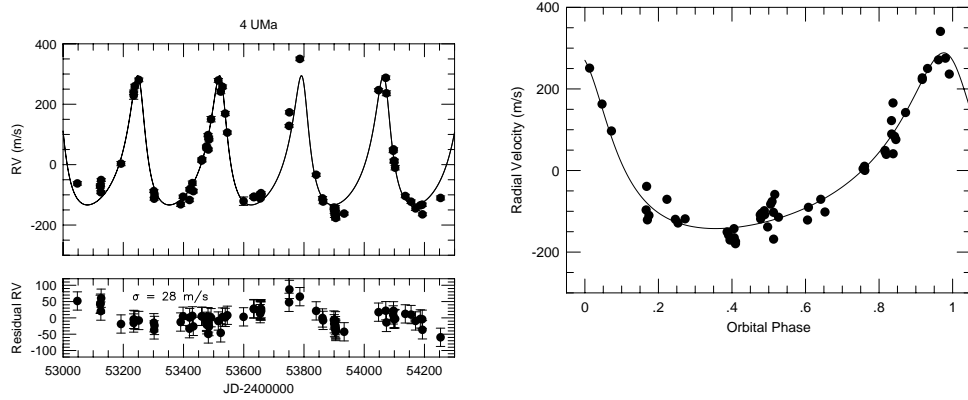 4 UMa
400
200
0
-200
RV (m/s)
100
50
0
-50
-100
Residual RV
σ = 28 m/s
53000 53200 53400 53600 53800 54000 54200
JD-2400000
400
200
0
-200
Radial Velocity (m/s)
0 .2 .4 .6 .8 1
Orbital Phase